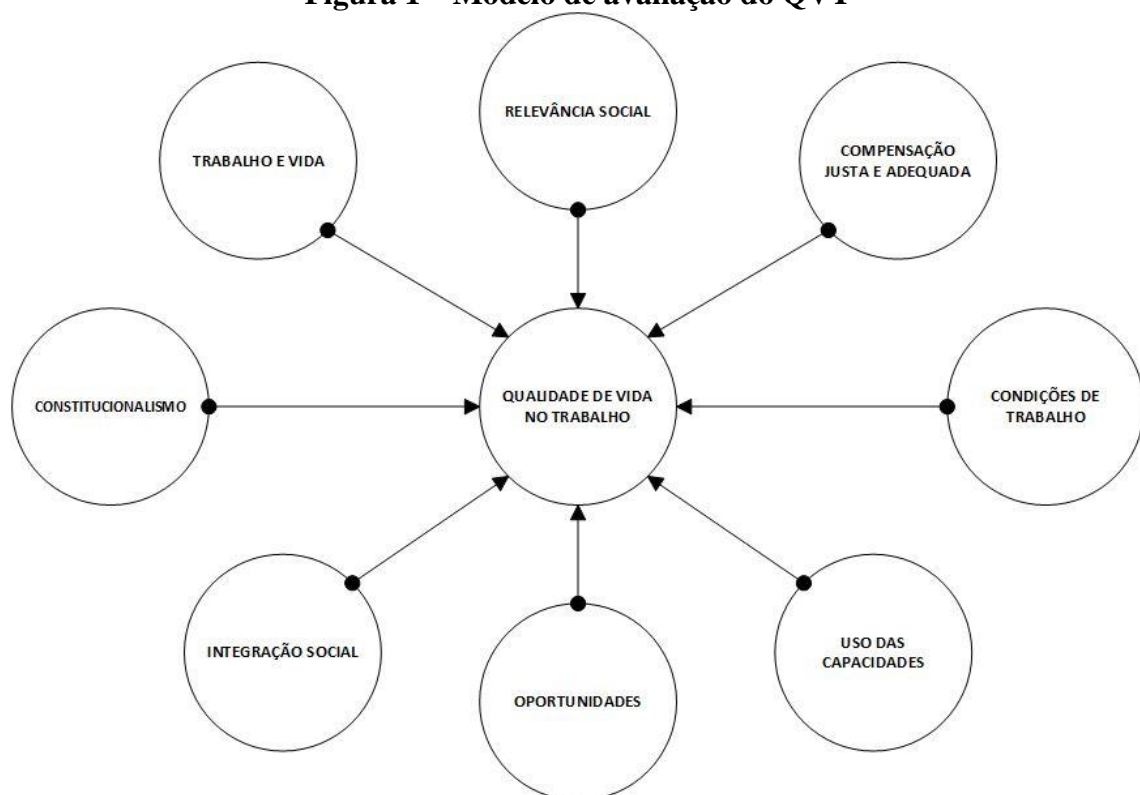 Figura 1 – Modelo de avaliação do QVT
RELEVÂNCIA SOCIAL
TRABALHO E VIDA
COMPENSAÇÃO
JUSTA E ADEQUADA
CONSTITUCIONALISMO
QUALIDADE DE VIDA
NO TRABALHO
CONDIÇÕES DE
TRABALHO
INTEGRAÇÃO SOCIAL
OPORTUNIDADES
USO DAS
CAPACIDADES